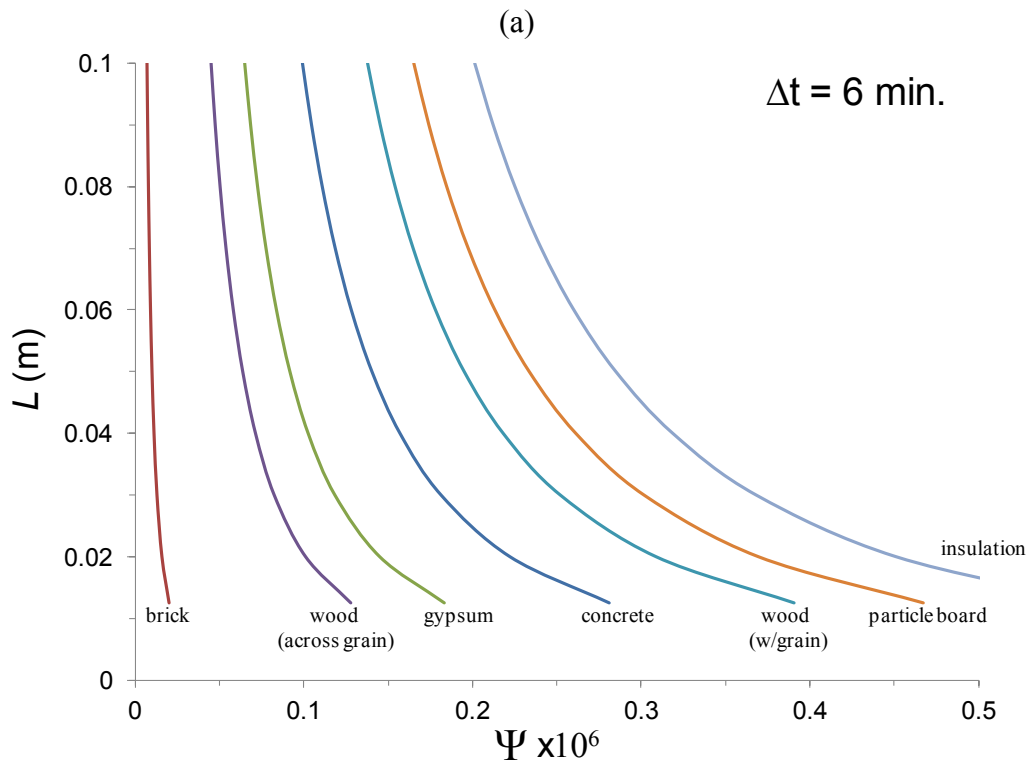 (a)
0.1
Δt = 6 min.
0.08
0.06
L (m)
0.04
0.02
insulation
brick
wood
(across grain)
gypsum
concrete
wood
(w/grain)
particle board
0
0
0.1
0.2
0.3
0.4
0.5
Ψ x10⁶